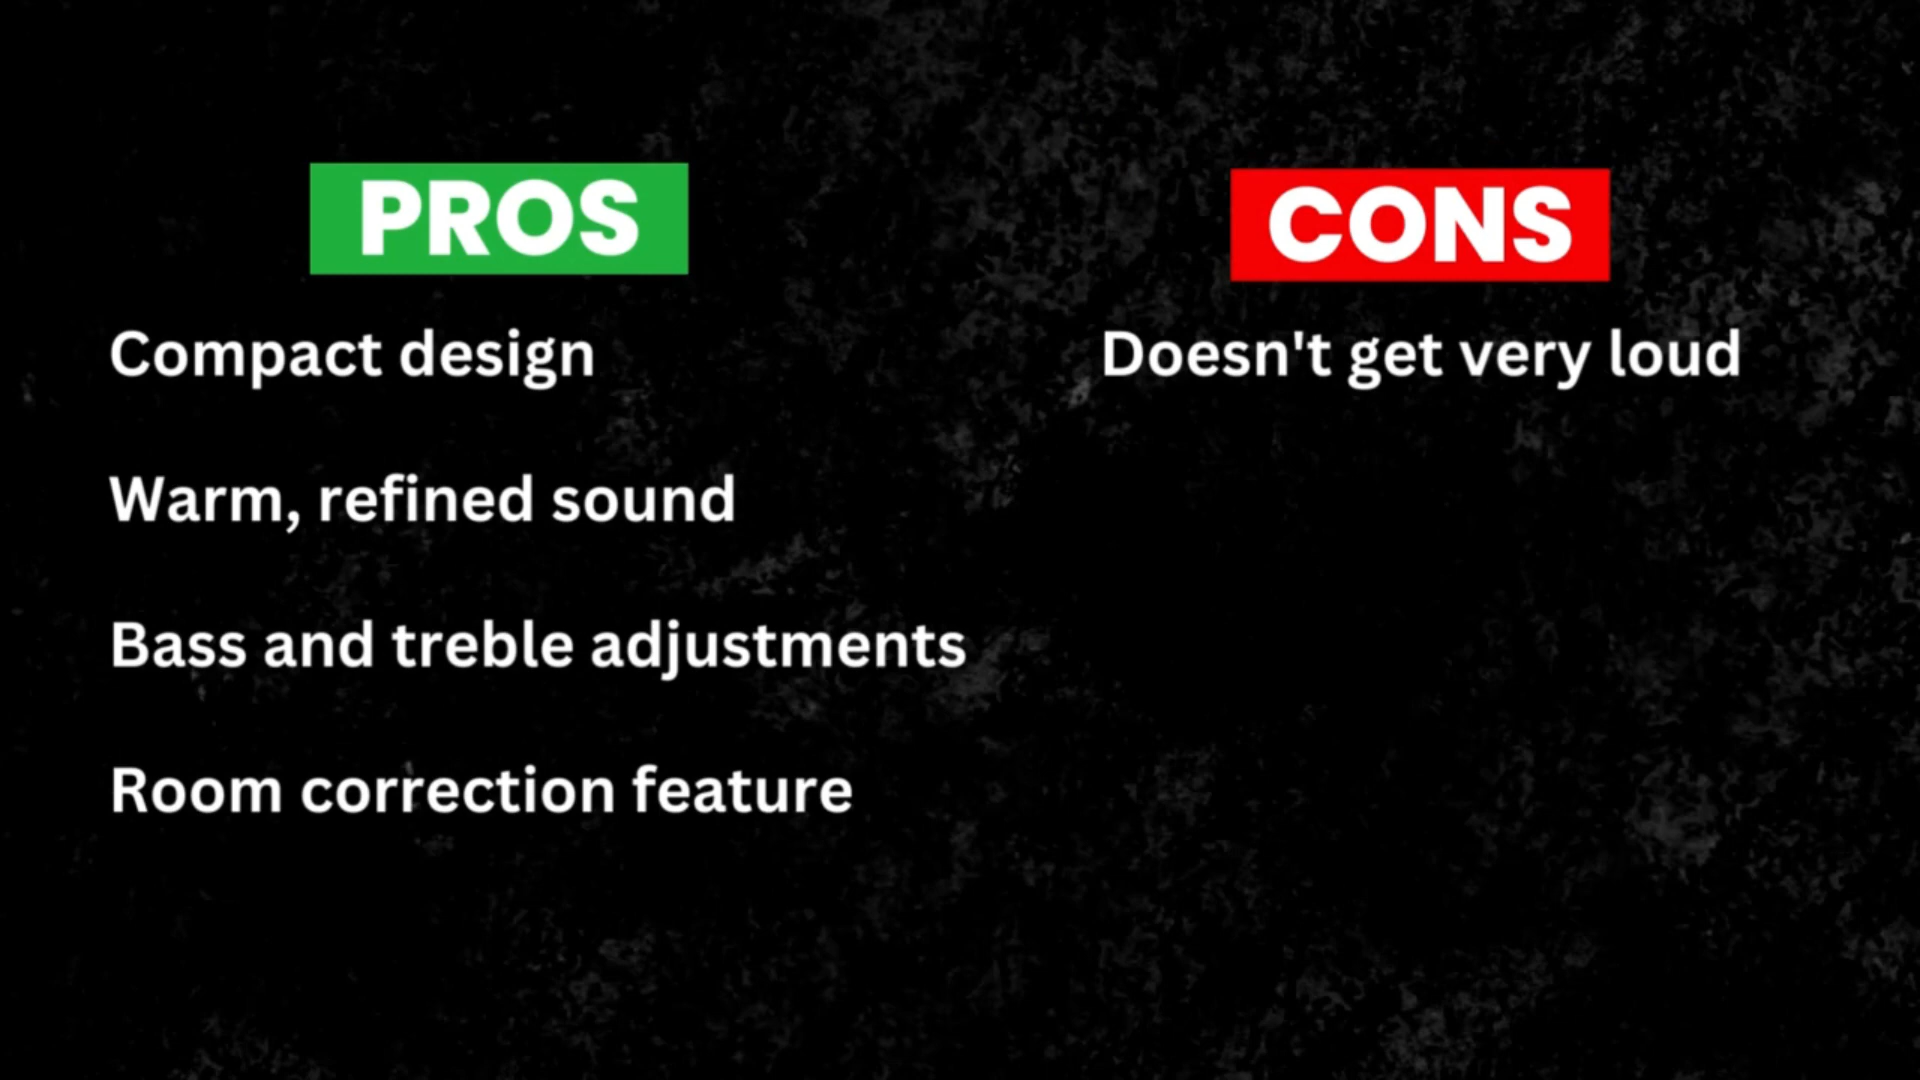 PROS
Compact design
Warm, refined sound
Bass and treble adjustments
Room correction feature
CONS
Doesn't get very loud